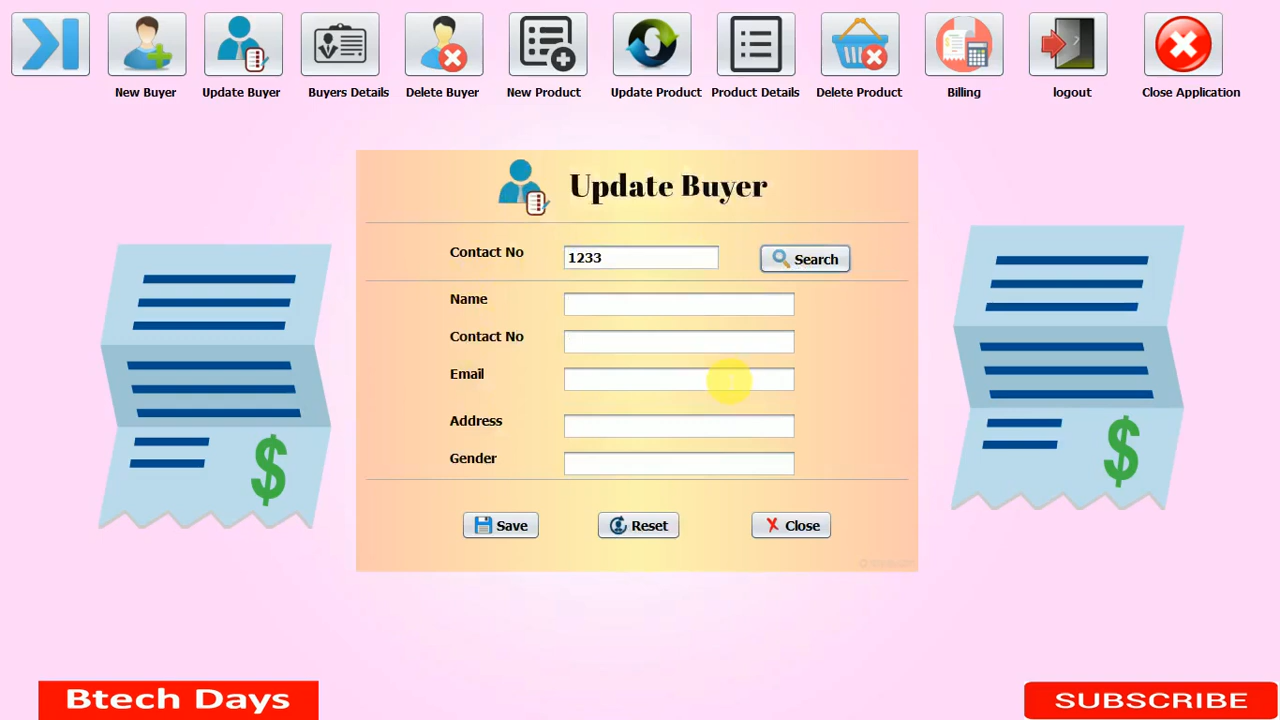 New Buyer
Update Buyer
Buyers Details
Delete Buyer
New Product
Update Product
Product Details
Delete Product
Billing
logout
Close Application
Update Buyer
Contact No
1233
Search
Name
Contact No
Email
Address
Gender
Save
Reset
Close
Btech Days
SUBSCRIBE